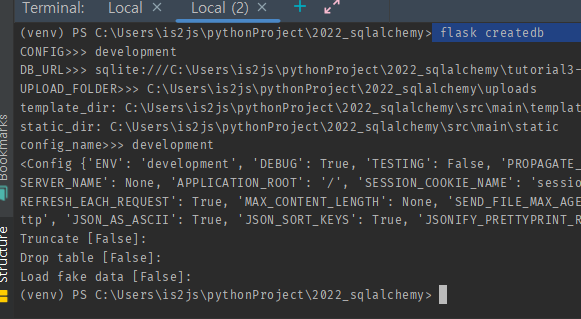 Terminal: Local × Local (2) ×
(venv) PS C:\Users\is2js\pythonProject\2022_sqlalchemy> flask createdb
CONFIG>>> development
DB_URL>>> sqlite:///C:\Users\is2js\pythonProject\2022_sqlalchemy\tutorial3-
UPLOAD_FOLDER>>> C:\Users\is2js\pythonProject\2022_sqlalchemy\uploads
template_dir: C:\Users\is2js\pythonProject\2022_sqlalchemy\src\main\templat
static_dir: C:\Users\is2js\pythonProject\2022_sqlalchemy\src\main\static
config_name>>> development
<Config {'ENV': 'development', 'DEBUG': True, 'TESTING': False, 'PROPAGATE_
SERVER_NAME': None, 'APPLICATION_ROOT': '/', 'SESSION_COOKIE_NAME': 'sessio
REFRESH_EACH_REQUEST': True, 'MAX_CONTENT_LENGTH': None, 'SEND_FILE_MAX_AGE
ttp', 'JSON_AS_ASCII': True, 'JSON_SORT_KEYS': True, 'JSONIFY_PRETTYPRINT_R
Truncate [False]:
Drop table [False]:
Load fake data [False]:
(venv) PS C:\Users\is2js\pythonProject\2022_sqlalchemy>
Bookmarks
Structure